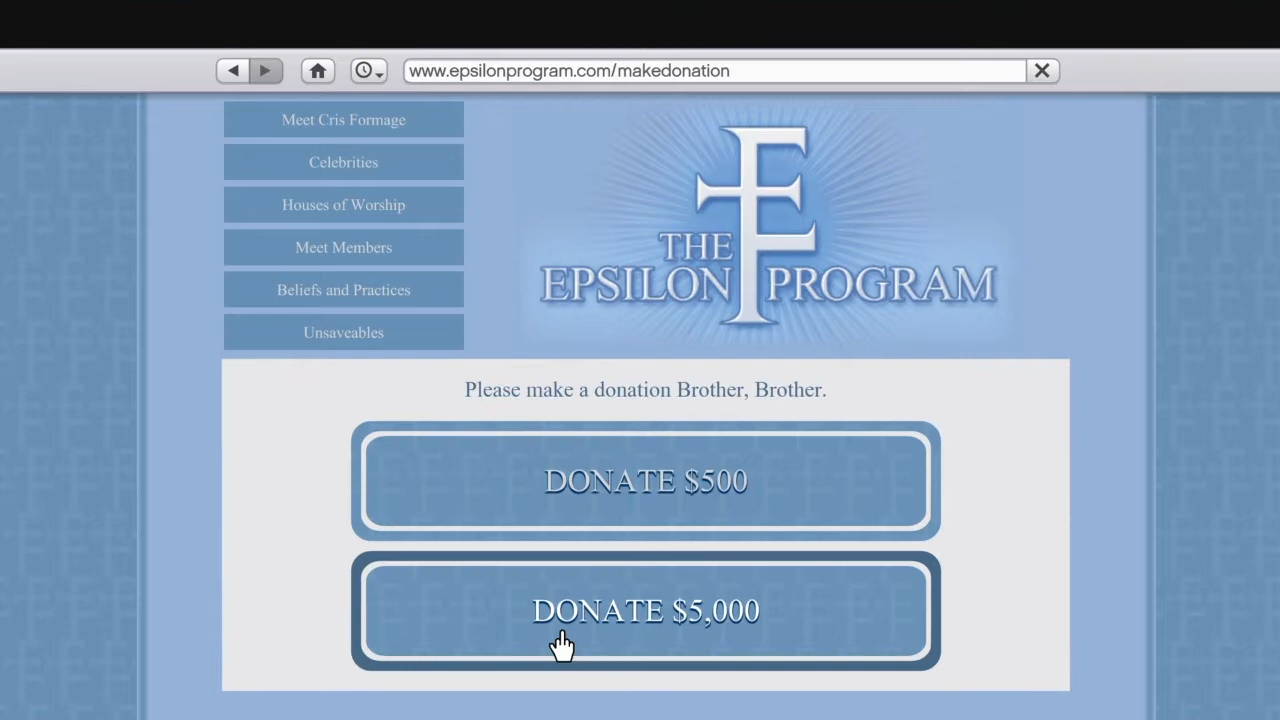 www.epsilonprogram.com/makedonation
Meet Cris Formage
Celebrities
Houses of Worship
Meet Members
Beliefs and Practices
Unsaveables
THE
EPSILON PROGRAM
Please make a donation Brother, Brother.
DONATE $500
DONATE $5,000